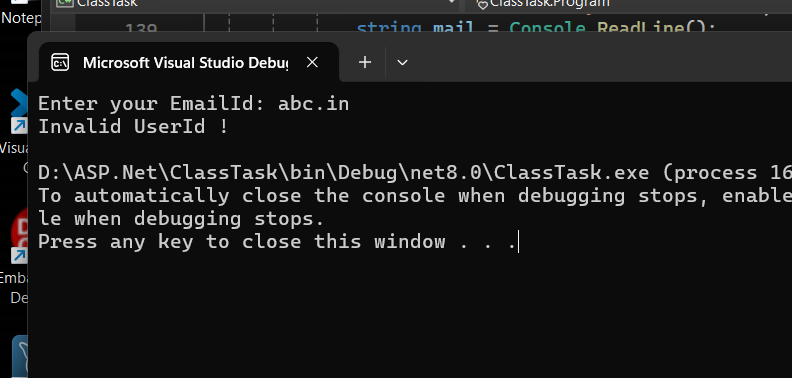 ClassTask
ClassTask.Program
Notep
139 string mail = Console.ReadLine();
Microsoft Visual Studio Debug
Enter your EmailId: abc.in
Invalid UserId !
D:\ASP.Net\ClassTask\bin\Debug\net8.0\ClassTask.exe (process 16
To automatically close the console when debugging stops, enable
le when debugging stops.
Press any key to close this window . . .
Visua
Emba
De